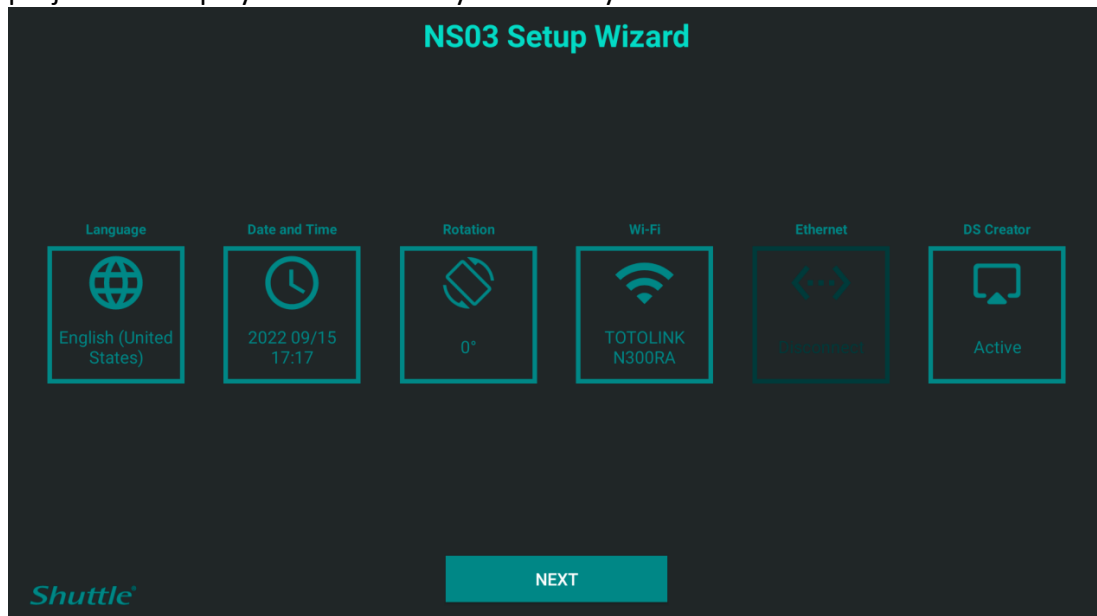 NS03 Setup Wizard
Language
Date and Time
Rotation
Wi-Fi
Ethernet
DS Creator
English (United
States)
2022 09/15
17:17
0°
TOTOLINK
N300RA
Active
NEXT
Shuttle